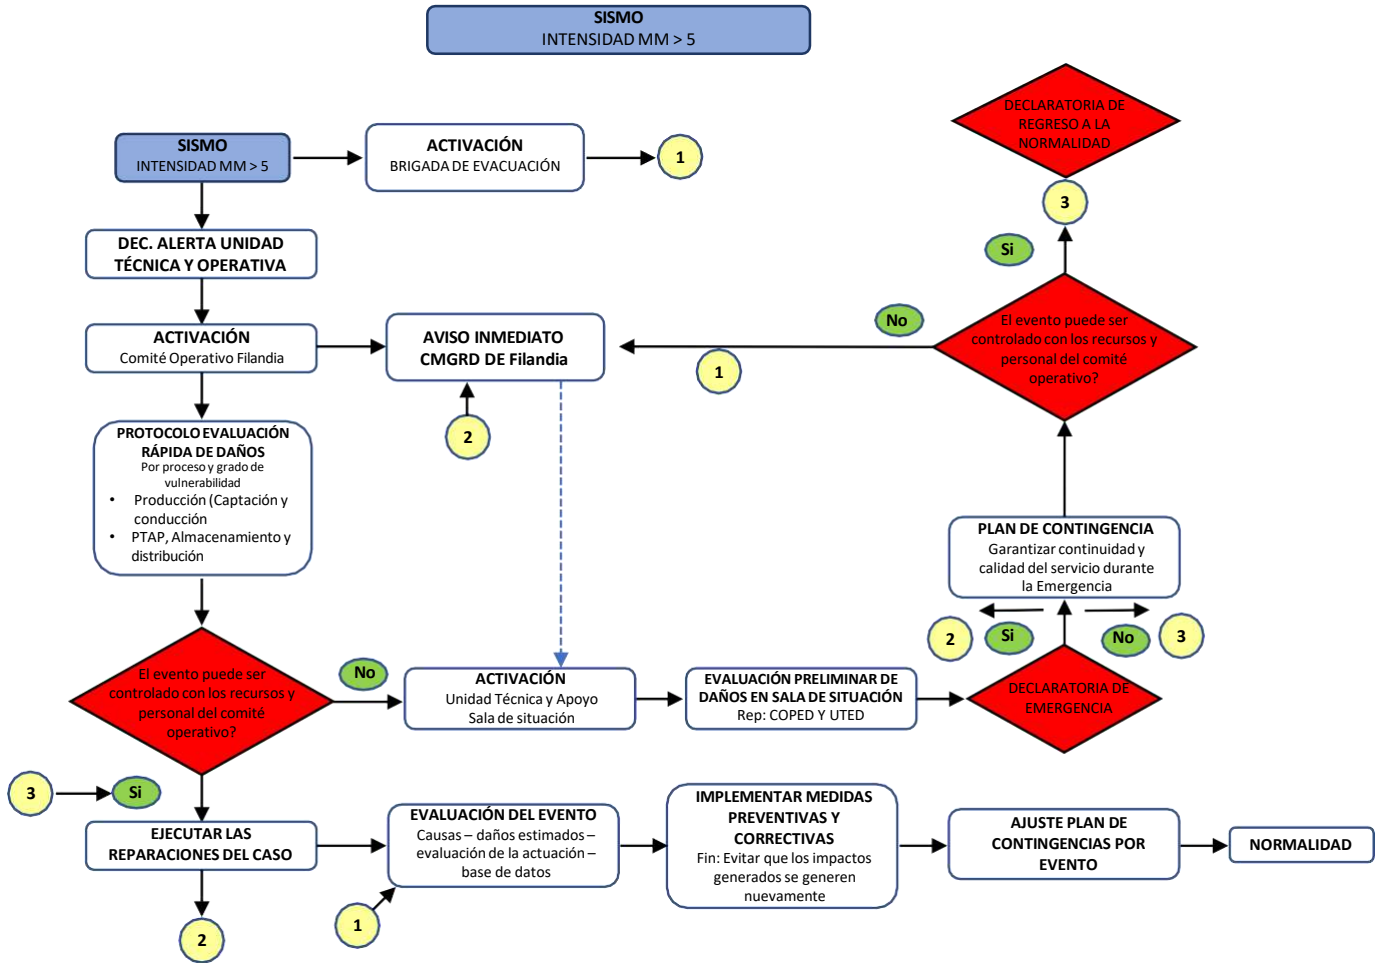 SISMO
INTENSIDAD MM > 5
DECLARATORIA DE
REGRESO A LA
NORMALIDAD
SISMO
INTENSIDAD MM > 5
ACTIVACIÓN
BRIGADA DE EVACUACIÓN
1
3
DEC. ALERTA UNIDAD
TÉCNICA Y OPERATIVA
Si
ACTIVACIÓN
Comité Operativo Filandia
AVISO INMEDIATO
CMGRD DE Filandia
No
1
El evento puede ser
controlado con los recursos y
personal del comité
operativo?
2
PROTOCOLO EVALUACIÓN
RÁPIDA DE DAÑOS
Por proceso y grado de
vulnerabilidad
• Producción (Captación y
conducción
• PTAP, Almacenamiento y
distribución
PLAN DE CONTINGENCIA
Garantizar continuidad y
calidad del servicio durante
la Emergencia
2
Si
No
3
El evento puede ser
controlado con los recursos y
personal del comité
operativo?
No
ACTIVACIÓN
Unidad Técnica y Apoyo
Sala de situación
EVALUACIÓN PRELIMINAR DE
DAÑOS EN SALA DE SITUACIÓN
Rep: COPED Y UTED
DECLARATORIA DE
EMERGENCIA
3
Si
EJECUTAR LAS
REPARACIONES DEL CASO
EVALUACIÓN DEL EVENTO
Causas – daños estimados –
evaluación de la actuación –
base de datos
IMPLEMENTAR MEDIDAS
PREVENTIVAS Y
CORRECTIVAS
Fin: Evitar que los impactos
generados se generen
nuevamente
AJUSTE PLAN DE
CONTINGENCIAS POR
EVENTO
NORMALIDAD
2
1